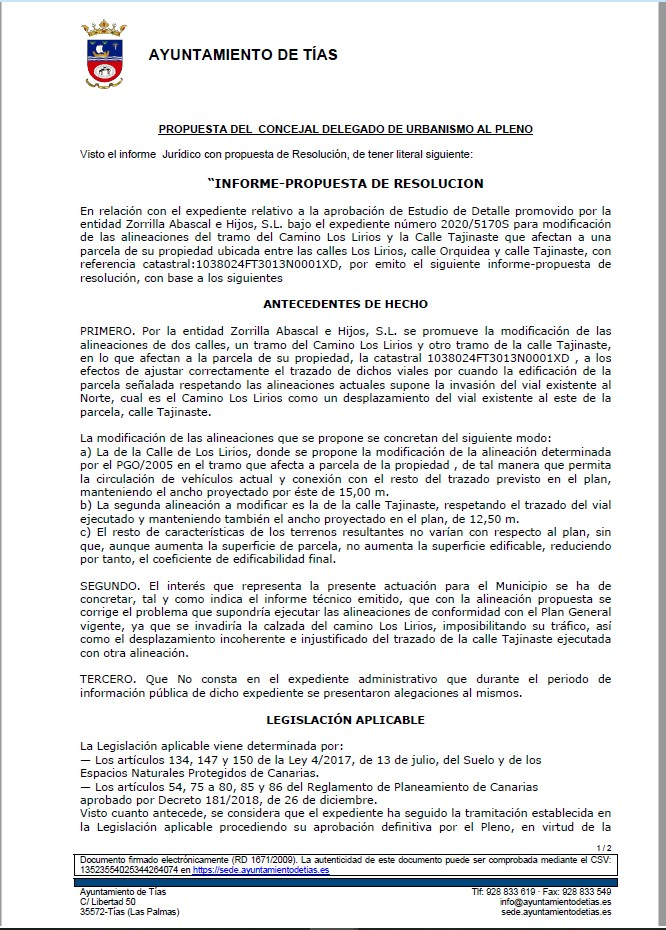 AYUNTAMIENTO DE TÍAS
PROPUESTA DEL CONCEJAL DELEGADO DE URBANISMO AL PLENO
Visto el informe Jurídico con propuesta de Resolución, de tener literal siguiente:
“INFORME-PROPUESTA DE RESOLUCION
En relación con el expediente relativo a la aprobación de Estudio de Detalle promovido por la
entidad Zorrilla Abascal e Hijos, S.L. bajo el expediente número 2020/5170S para modificación
de las alineaciones del tramo del Camino Los Lirios y la Calle Tajinaste que afectan a una
parcela de su propiedad ubicada entre las calles Los Lirios, calle Orquidea y calle Tajinaste, con
referencia catastral:1038024FT3013N0001XD, por emito el siguiente informe-propuesta de
resolución, con base a los siguientes
ANTECEDENTES DE HECHO
PRIMERO. Por la entidad Zorrilla Abascal e Hijos, S.L. se promueve la modificación de las
alineaciones de dos calles, un tramo del Camino Los Lirios y otro tramo de la calle Tajinaste,
en lo que afectan a la parcela de su propiedad, la catastral 1038024FT3013N0001XD , a los
efectos de ajustar correctamente el trazado de dichos viales por cuando la edificación de la
parcela señalada respetando las alineaciones actuales supone la invasión del vial existente al
Norte, cual es el Camino Los Lirios como un desplazamiento del vial existente al este de la
parcela, calle Tajinaste.
La modificación de las alineaciones que se propone se concretan del siguiente modo:
a) La de la Calle de Los Lirios, donde se propone la modificación de la alineación determinada
por el PGO/2005 en el tramo que afecta a parcela de la propiedad , de tal manera que permita
la circulación de vehículos actual y conexión con el resto del trazado previsto en el plan,
manteniendo el ancho proyectado por éste de 15,00 m.
b) La segunda alineación a modificar es la de la calle Tajinaste, respetando el trazado del vial
ejecutado y manteniendo también el ancho proyectado en el plan, de 12,50 m.
c) El resto de características de los terrenos resultantes no varían con respecto al plan, sin
que, aunque aumenta la superficie de parcela, no aumenta la superficie edificable, reduciendo
por tanto, el coeficiente de edificabilidad final.
SEGUNDO. El interés que representa la presente actuación para el Municipio se ha de
concretar, tal y como indica el informe técnico emitido, que con la alineación propuesta se
corrige el problema que supondría ejecutar las alineaciones de conformidad con el Plan General
vigente, ya que se invadiría la calzada del camino Los Lirios, imposibilitando su tráfico, así
como el desplazamiento incoherente e injustificado del trazado de la calle Tajinaste ejecutada
con otra alineación.
TERCERO. Que No consta en el expediente administrativo que durante el periodo de
información pública de dicho expediente se presentaron alegaciones al mismos.
LEGISLACIÓN APLICABLE
La Legislación aplicable viene determinada por:
— Los artículos 134, 147 y 150 de la Ley 4/2017, de 13 de julio, del Suelo y de los
Espacios Naturales Protegidos de Canarias.
— Los artículos 54, 75 a 80, 85 y 86 del Reglamento de Planeamiento de Canarias
aprobado por Decreto 181/2018, de 26 de diciembre.
Visto cuanto antecede, se considera que el expediente ha seguido la tramitación establecida en
la Legislación aplicable procediendo su aprobación definitiva por el Pleno, en virtud de la
1 / 2
Documento firmado electrónicamente (RD 1671/2009). La autenticidad de este documento puede ser comprobada mediante el CSV:
13523554025344264074 en https://sede.ayuntamientodetias.es
Ayuntamiento de Tías
C/ Libertad 50
35572-Tías (Las Palmas)
Tlf: 928 833 619 · Fax: 928 833 549
info@ayuntamientodetias.es
sede.ayuntamientodetias.es